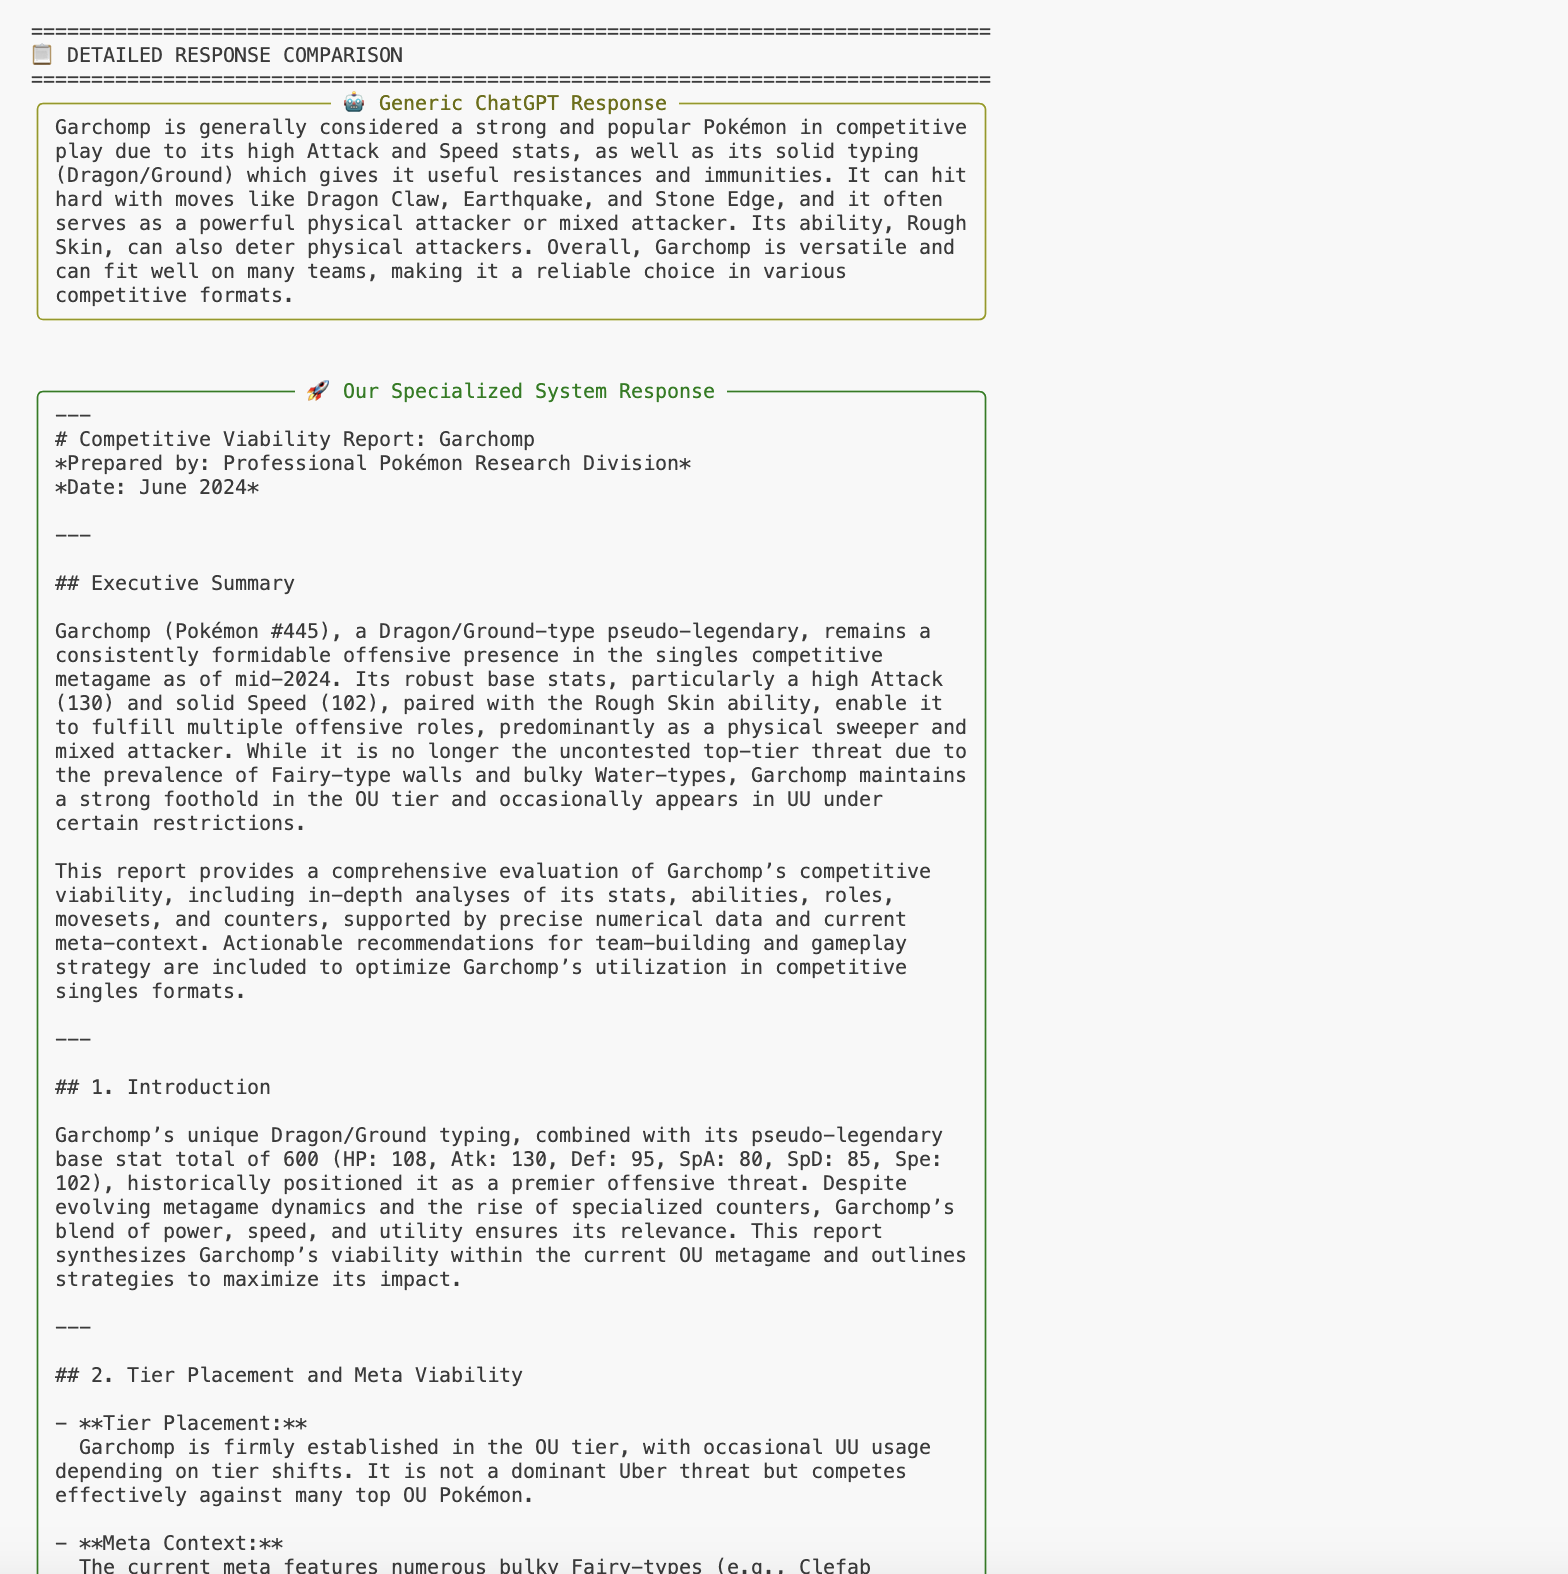 ================================================================================
📋 DETAILED RESPONSE COMPARISON
================================================================================
🤖 Generic ChatGPT Response
Garchomp is generally considered a strong and popular Pokémon in competitive
play due to its high Attack and Speed stats, as well as its solid typing
(Dragon/Ground) which gives it useful resistances and immunities. It can hit
hard with moves like Dragon Claw, Earthquake, and Stone Edge, and it often
serves as a powerful physical attacker or mixed attacker. Its ability, Rough
Skin, can also deter physical attackers. Overall, Garchomp is versatile and
can fit well on many teams, making it a reliable choice in various
competitive formats.
🚀 Our Specialized System Response
---
# Competitive Viability Report: Garchomp
*Prepared by: Professional Pokémon Research Division*
*Date: June 2024*
---
## Executive Summary
Garchomp (Pokémon #445), a Dragon/Ground-type pseudo-legendary, remains a
consistently formidable offensive presence in the singles competitive
metagame as of mid-2024. Its robust base stats, particularly a high Attack
(130) and solid Speed (102), paired with the Rough Skin ability, enable it
to fulfill multiple offensive roles, predominantly as a physical sweeper and
mixed attacker. While it is no longer the uncontested top-tier threat due to
the prevalence of Fairy-type walls and bulky Water-types, Garchomp maintains
a strong foothold in the OU tier and occasionally appears in UU under
certain restrictions.
This report provides a comprehensive evaluation of Garchomp’s competitive
viability, including in-depth analyses of its stats, abilities, roles,
movesets, and counters, supported by precise numerical data and current
meta-context. Actionable recommendations for team-building and gameplay
strategy are included to optimize Garchomp’s utilization in competitive
singles formats.
---
## 1. Introduction
Garchomp’s unique Dragon/Ground typing, combined with its pseudo-legendary
base stat total of 600 (HP: 108, Atk: 130, Def: 95, SpA: 80, SpD: 85, Spe:
102), historically positioned it as a premier offensive threat. Despite
evolving metagame dynamics and the rise of specialized counters, Garchomp’s
blend of power, speed, and utility ensures its relevance. This report
synthesizes Garchomp’s viability within the current OU metagame and outlines
strategies to maximize its impact.
---
## 2. Tier Placement and Meta Viability
- **Tier Placement:**
Garchomp is firmly established in the OU tier, with occasional UU usage
depending on tier shifts. It is not a dominant Uber threat but competes
effectively against many top OU Pokémon.
- **Meta Context:**
The current meta features numerous bulky Fairy-types (e.g., Clefab